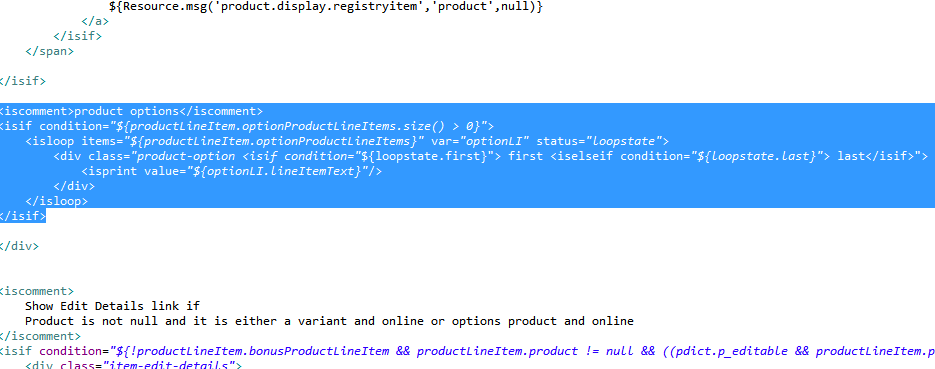 ${Resource.msg('product.display.registryitem','product',null)}
</a>
</isif>
</span>
</isif>
<iscomment>product options</iscomment>
<isif condition="${productLineItem.optionProductLineItems.size() > 0}">
<isloop items="${productLineItem.optionProductLineItems}" var="optionLI" status="loopstate">
<div class="product-option <isif condition="${loopstate.first}"> first <iselseif condition="${loopstate.last}"> last</isif>">
<isprint value="${optionLI.lineItemText}"/>
</div>
</isloop>
</isif>
</div>
<iscomment>
Show Edit Details link if
Product is not null and it is either a variant and online or options product and online
</iscomment>
<isif condition="${!productLineItem.bonusProductLineItem && productLineItem.product != null && ((pdict.p_editable && productLineItem.p
<div class="item-edit-details">